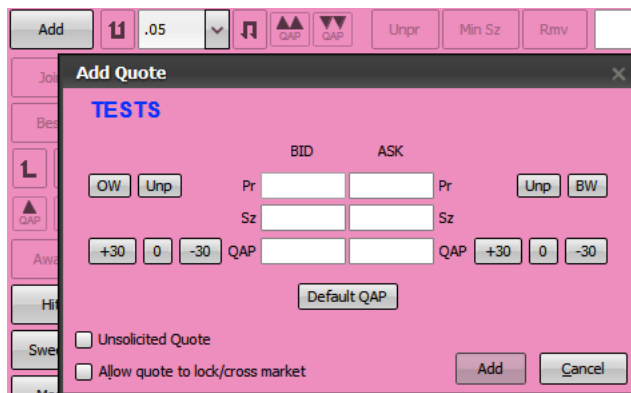 Add .05 QAP QAP Unpr Min Sz Rmv
Add Quote
TESTS
BID ASK
OW Unp Pr Pr Unp BW
Sz Sz
QAP
+30 0 -30 QAP QAP +30 0 -30
Default QAP
Unsolicited Quote
Allow quote to lock/cross market
Add Cancel